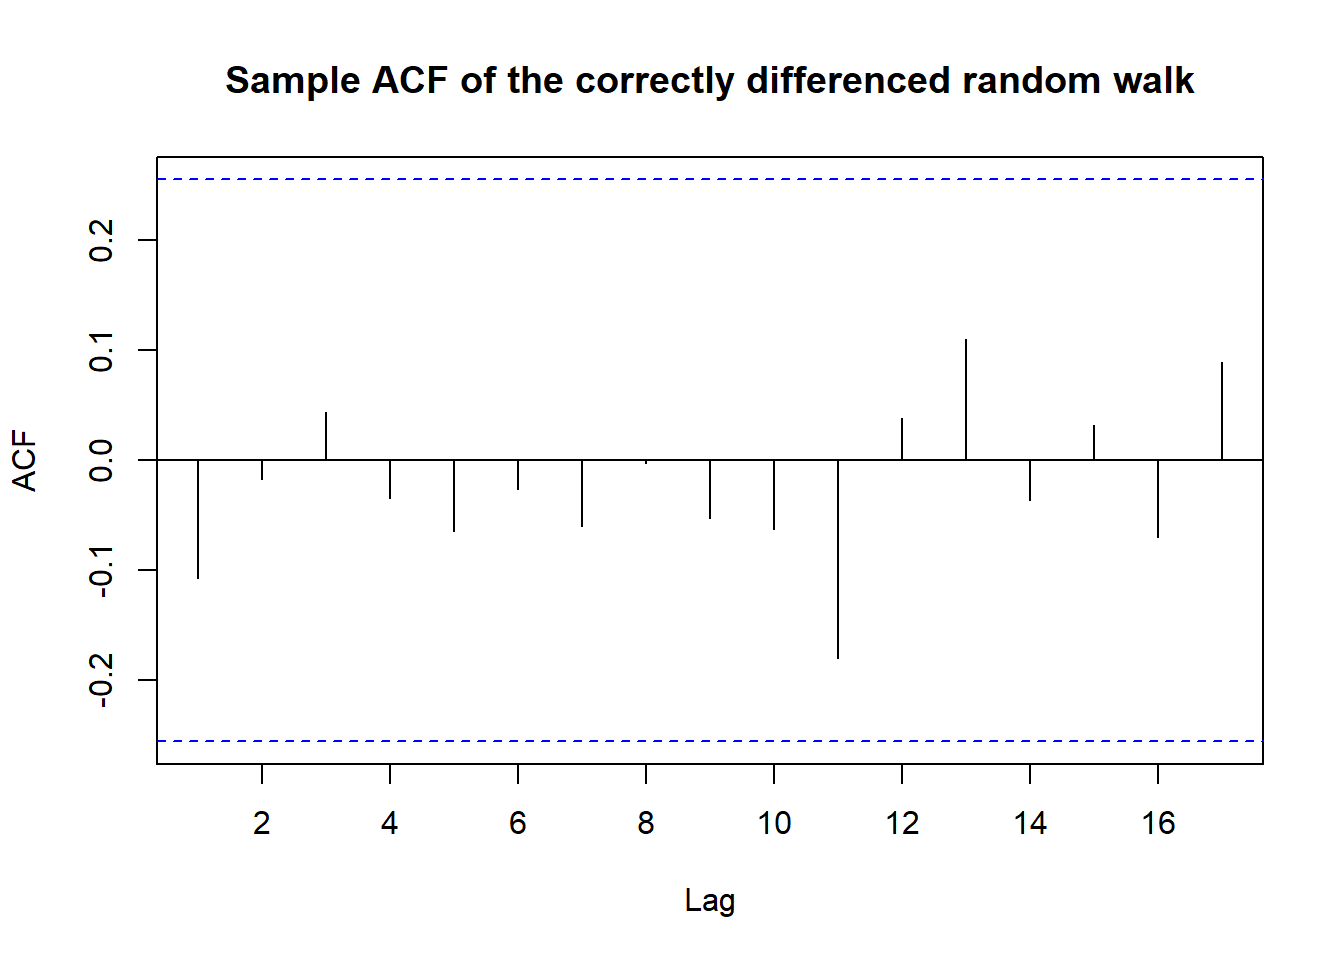 Sample ACF of the correctly differenced random walk
ACF
0.2
0.1
0.0
-0.1
-0.2
2 4 6 8 10 12 14 16
Lag